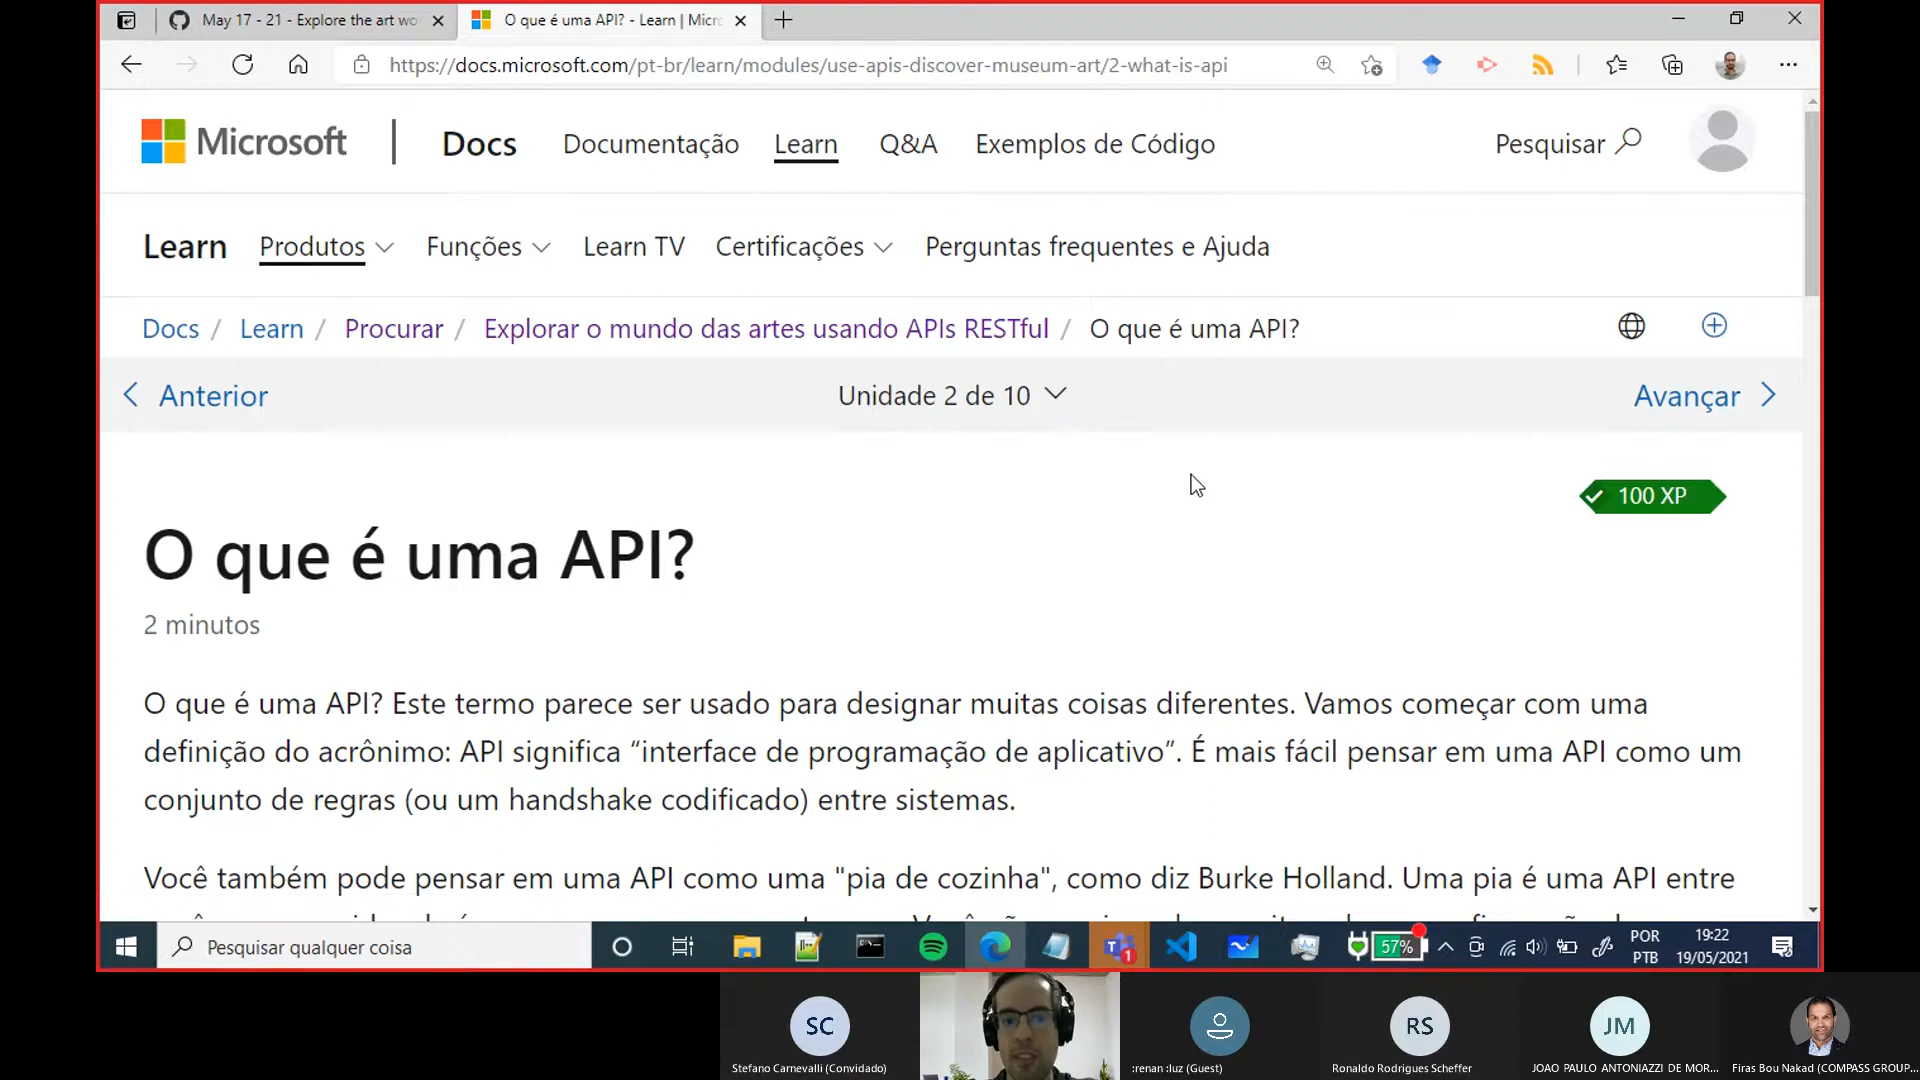 May 17 - 21 - Explore the art wo
O que é uma API? - Learn | Micr
https://docs.microsoft.com/pt-br/learn/modules/use-apis-discover-museum-art/2-what-is-api
Microsoft | Docs Documentação Learn Q&A Exemplos de Código Pesquisar
Learn Produtos Funções Learn TV Certificações Perguntas frequentes e Ajuda
Docs / Learn / Procurar / Explorar o mundo das artes usando APIs RESTful / O que é uma API?
Anterior Unidade 2 de 10 Avançar
100 XP
O que é uma API?
2 minutos
O que é uma API? Este termo parece ser usado para designar muitas coisas diferentes. Vamos começar com uma
definição do acrônimo: API significa “interface de programação de aplicativo”. É mais fácil pensar em uma API como um
conjunto de regras (ou um handshake codificado) entre sistemas.
Você também pode pensar em uma API como uma "pia de cozinha", como diz Burke Holland. Uma pia é uma API entre
Pesquisar qualquer coisa
1
57%
POR
PTB
19:22
19/05/2021
SC
RS
JM
Stefano Carnevalli (Convidado)
:renan :luz (Guest)
Ronaldo Rodrigues Scheffer
JOAO PAULO ANTONIAZZI DE MOR...
Firas Bou Nakad (COMPASS GROUP...